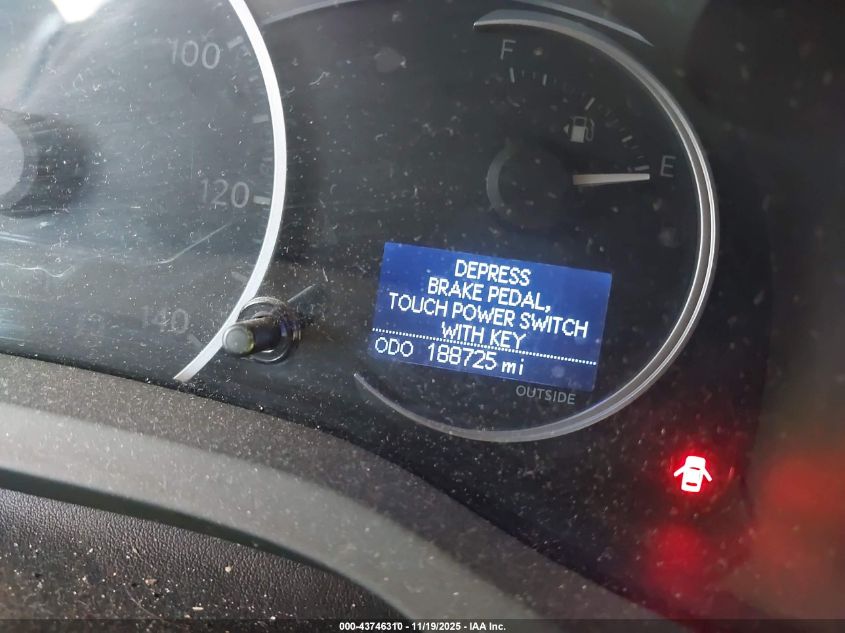 100
120
140
F
E
DEPRESS
BRAKE PEDAL,
TOUCH POWER SWITCH
WITH KEY
ODO 188725 mi
OUTSIDE
000-43746310 - 11/19/2025 - IAA Inc.